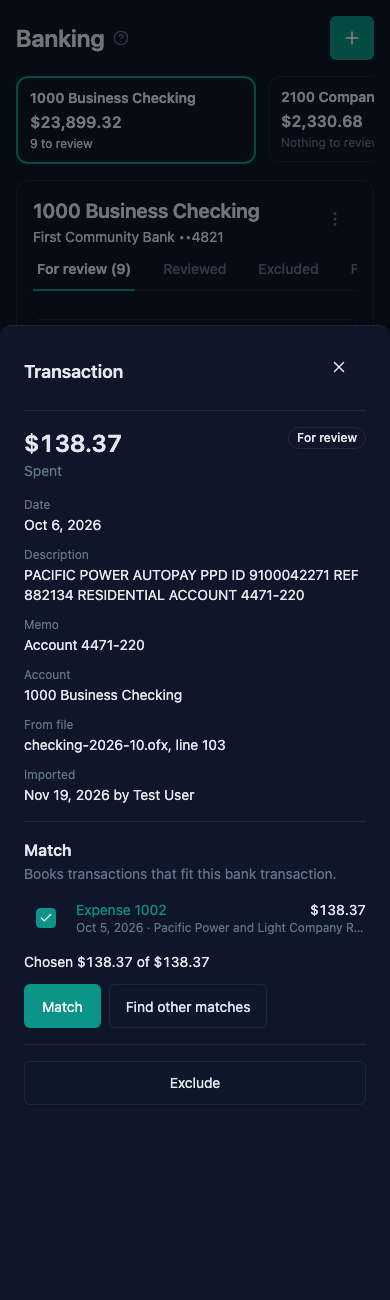 Banking
1000 Business Checking
$23,899.32
9 to review
2100 Compan
$2,330.68
Nothing to review
1000 Business Checking
First Community Bank ••4821
For review (9)
Reviewed
Excluded
F
Transaction
$138.37
For review
Spent
Date
Oct 6, 2026
Description
PACIFIC POWER AUTOPAY PPD ID 9100042271 REF
882134 RESIDENTIAL ACCOUNT 4471-220
Memo
Account 4471-220
Account
1000 Business Checking
From file
checking-2026-10.ofx, line 103
Imported
Nov 19, 2026 by Test User
Match
Books transactions that fit this bank transaction.
Expense 1002
$138.37
Oct 5, 2026 · Pacific Power and Light Company R...
Chosen $138.37 of $138.37
Match
Find other matches
Exclude